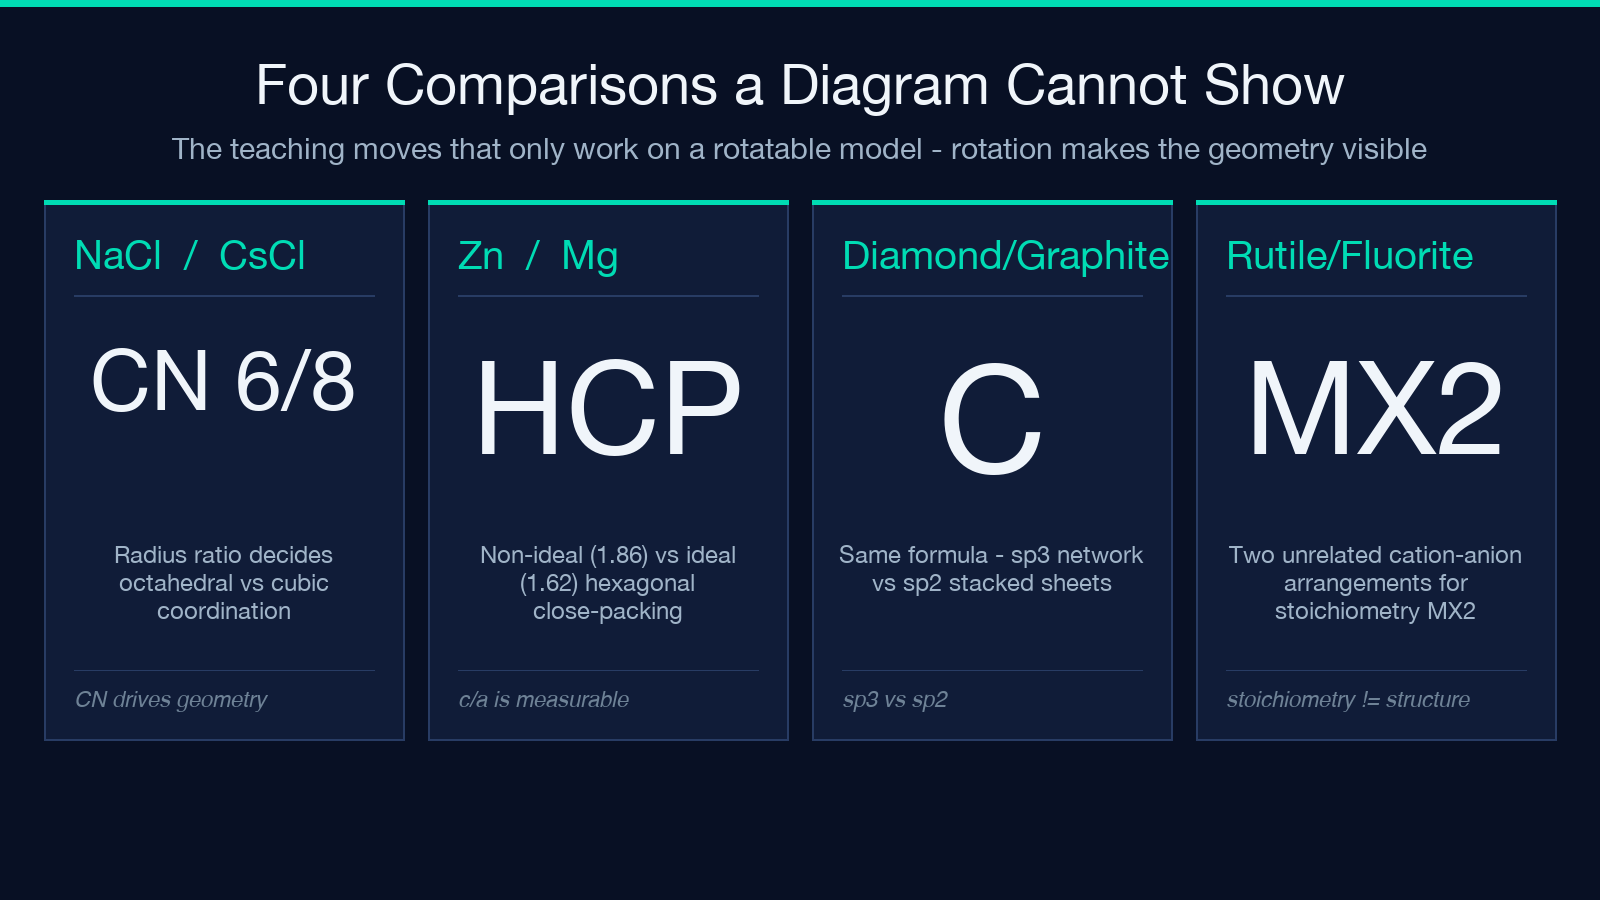 Four Comparisons a Diagram Cannot Show
The teaching moves that only work on a rotatable model - rotation makes the geometry visible
NaCl / CsCl
CN 6/8
Radius ratio decides
octahedral vs cubic
coordination
CN drives geometry
Zn / Mg
HCP
Non-ideal (1.86) vs ideal
(1.62) hexagonal
close-packing
c/a is measurable
Diamond/Graphite
C
Same formula - sp3 network
vs sp2 stacked sheets
sp3 vs sp2
Rutile/Fluorite
MX2
Two unrelated cation-anion
arrangements for
stoichiometry MX2
stoichiometry != structure